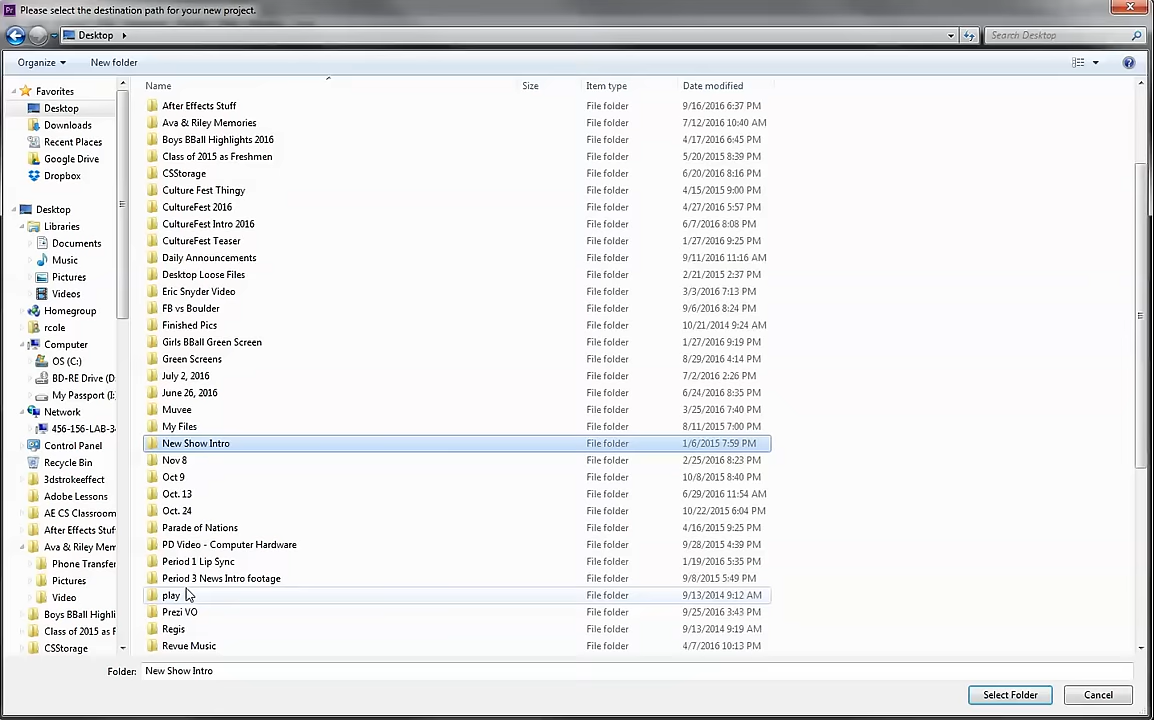 Pr Please select the destination path for your new project.
Desktop
Search Desktop
Organize
New folder
Name Size Item type Date modified
Favorites
Desktop
Downloads
Recent Places
Google Drive
Dropbox
Desktop
Libraries
Documents
Music
Pictures
Videos
Homegroup
rcole
Computer
OS (C:)
BD-RE Drive (D:
My Passport (I:
Network
456-156-LAB-3
Control Panel
Recycle Bin
3dstrokeeffect
Adobe Lessons
AE CS Classroom
After Effects Stuf
Ava & Riley Mem
Phone Transfer
Pictures
Video
Boys BBall Highli
Class of 2015 as F
CSStorage
After Effects Stuff File folder 9/16/2016 6:37 PM
Ava & Riley Memories File folder 7/12/2016 10:40 AM
Boys BBall Highlights 2016 File folder 4/17/2016 6:45 PM
Class of 2015 as Freshmen File folder 5/20/2015 8:39 PM
CSStorage File folder 6/20/2016 8:16 PM
Culture Fest Thingy File folder 4/15/2015 9:00 PM
CultureFest 2016 File folder 4/27/2016 5:57 PM
CultureFest Intro 2016 File folder 6/7/2016 8:08 PM
CultureFest Teaser File folder 1/27/2016 9:25 PM
Daily Announcements File folder 9/11/2016 11:16 AM
Desktop Loose Files File folder 2/21/2015 2:37 PM
Eric Snyder Video File folder 3/3/2016 7:13 PM
FB vs Boulder File folder 9/6/2016 8:24 PM
Finished Pics File folder 10/21/2014 9:24 AM
Girls BBall Green Screen File folder 1/27/2016 9:19 PM
Green Screens File folder 8/29/2016 4:14 PM
July 2, 2016 File folder 7/2/2016 2:26 PM
June 26, 2016 File folder 6/24/2016 8:35 PM
Muvee File folder 3/25/2016 7:40 PM
My Files File folder 8/11/2015 7:00 PM
New Show Intro File folder 1/6/2015 7:59 PM
Nov 8 File folder 2/25/2016 8:23 PM
Oct 9 File folder 10/8/2015 8:40 PM
Oct. 13 File folder 6/29/2016 11:54 AM
Oct. 24 File folder 10/22/2015 6:04 PM
Parade of Nations File folder 4/16/2015 9:25 PM
PD Video - Computer Hardware File folder 9/28/2015 4:39 PM
Period 1 Lip Sync File folder 1/19/2016 5:35 PM
Period 3 News Intro footage File folder 9/8/2015 5:49 PM
play File folder 9/13/2014 9:12 AM
Prezi VO File folder 9/25/2016 3:43 PM
Regis File folder 9/13/2014 9:19 AM
Revue Music File folder 4/7/2016 10:13 PM
Folder: New Show Intro
Select Folder
Cancel